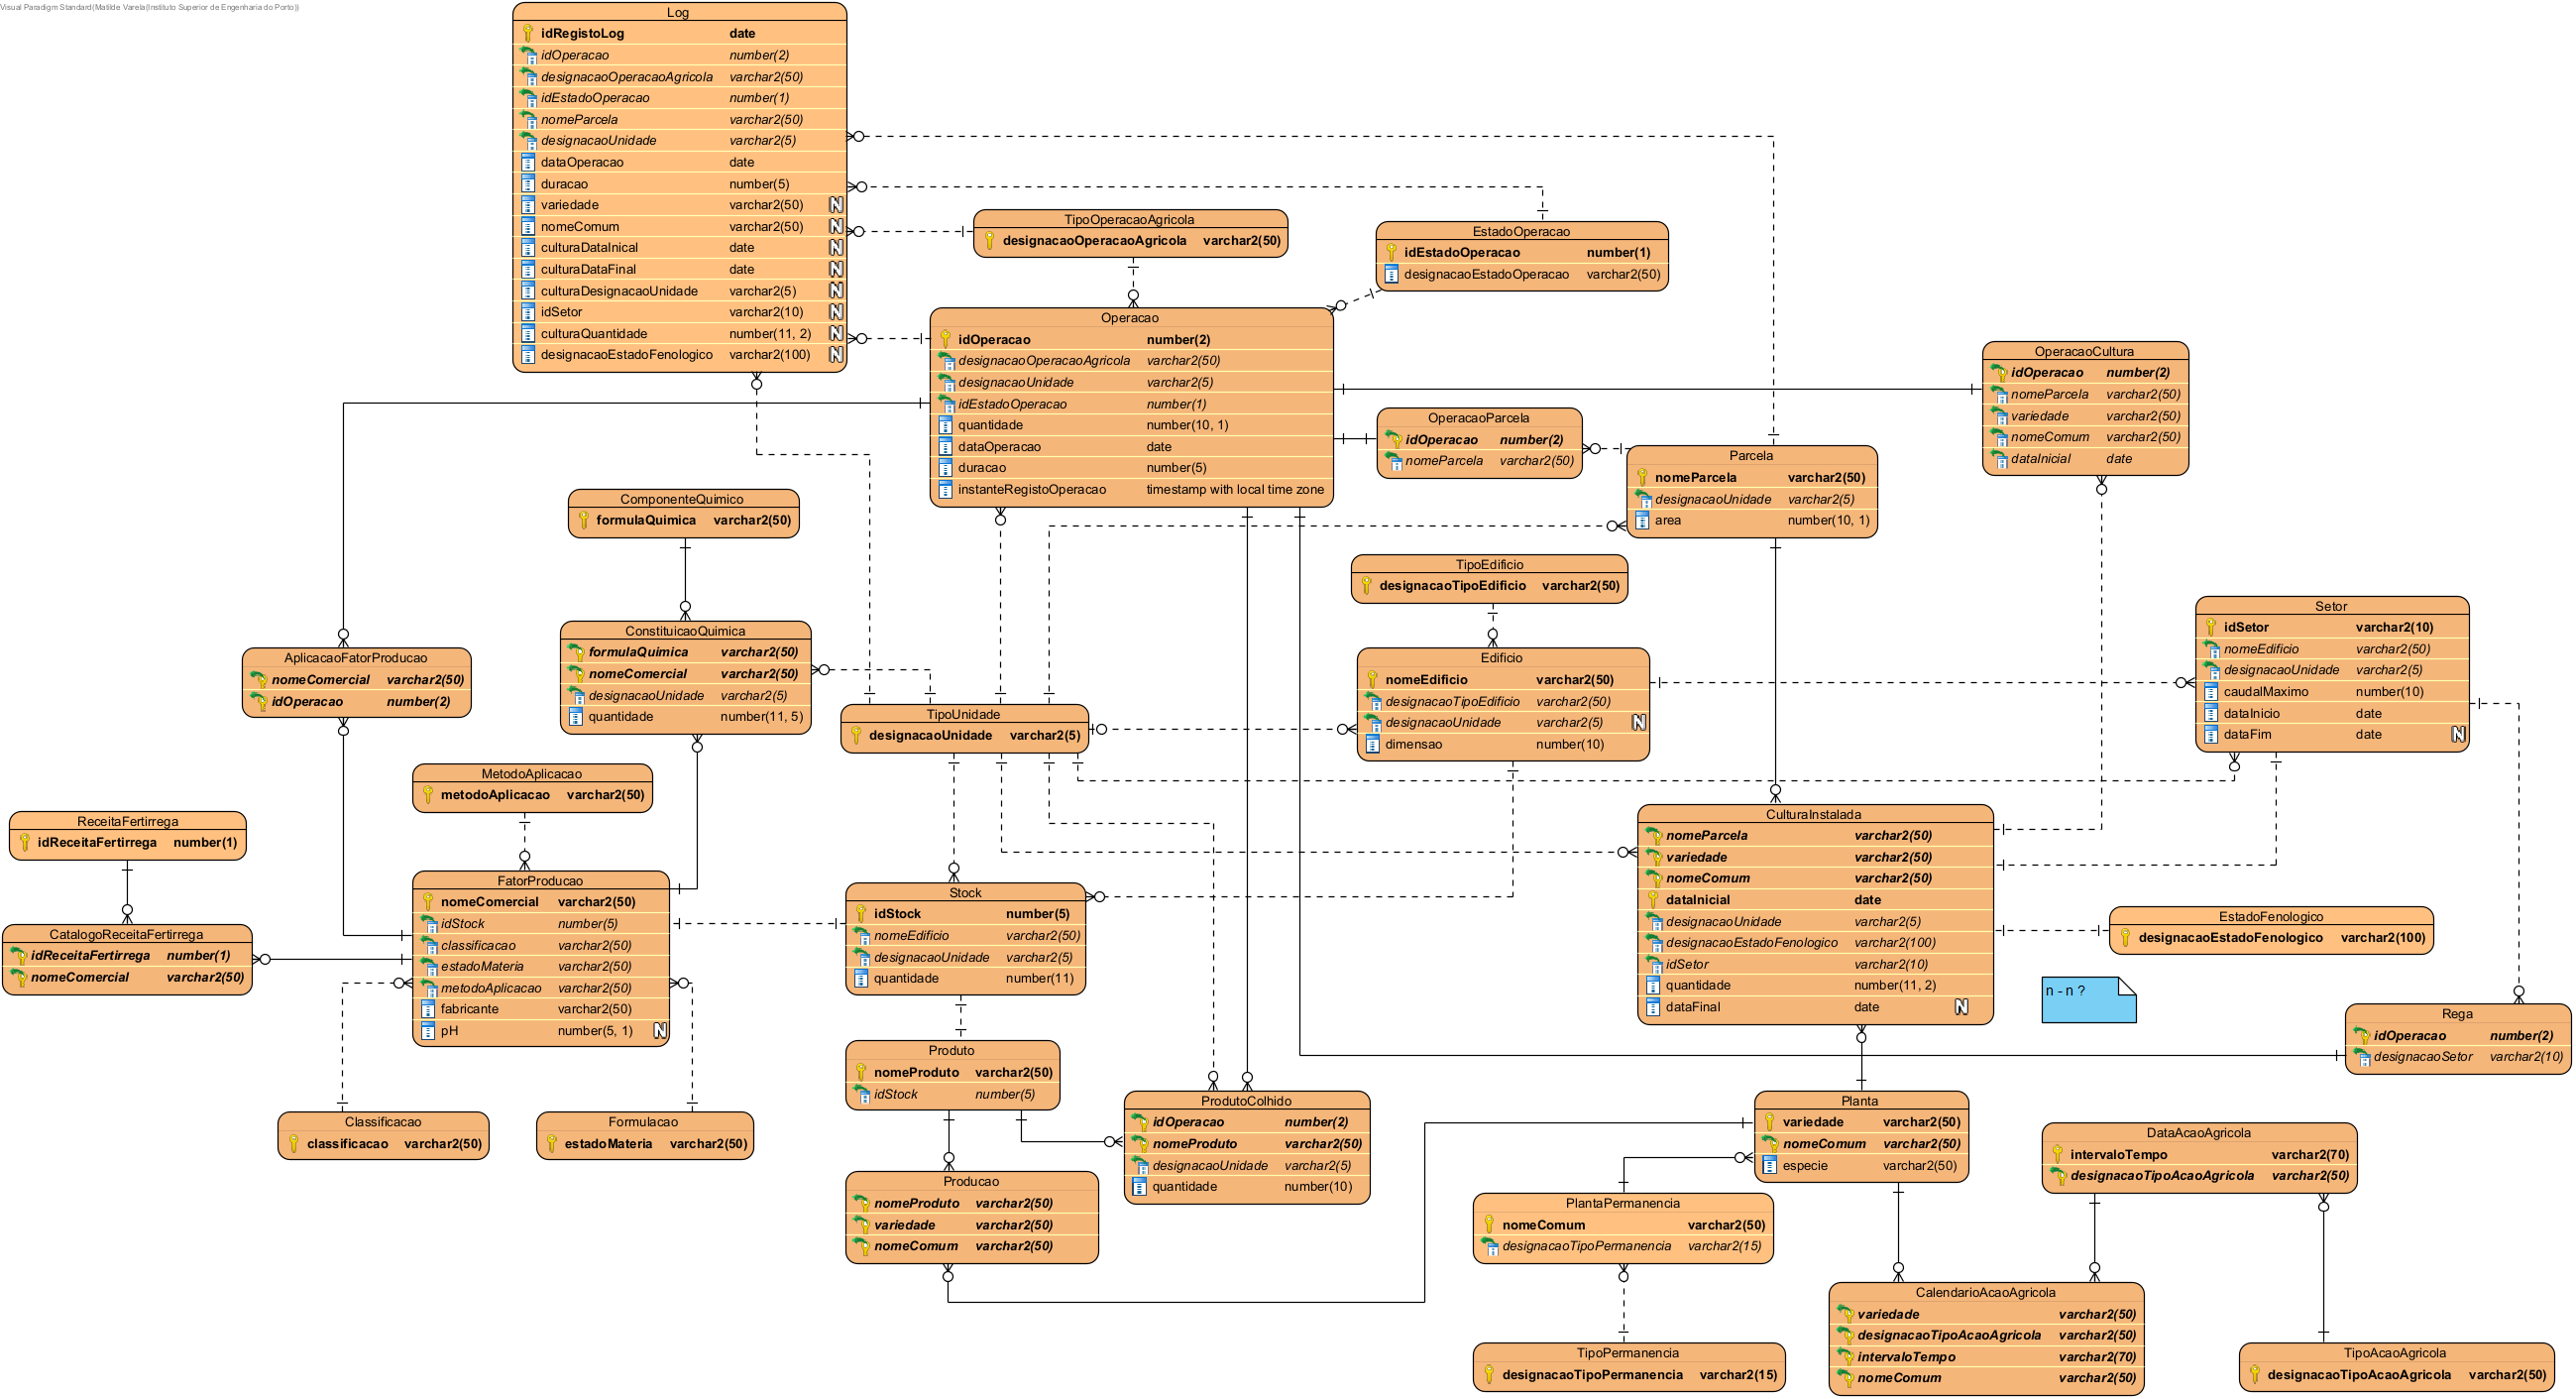 Visual Paradigm Standard(Matilde Varela(Instituto Superior de Engenharia do Porto))
Log
idRegistoLog date
idOperacao number(2)
designacaoOperacaoAgricola varchar2(50)
idEstadoOperacao number(1)
nomeParcela varchar2(50)
designacaoUnidade varchar2(5)
dataOperacao date
duracao number(5)
variedade varchar2(50) N
nomeComum varchar2(50) N
culturaDataInical date N
culturaDataFinal date N
culturaDesignacaoUnidade varchar2(5) N
idSetor varchar2(10) N
culturaQuantidade number(11, 2) N
designacaoEstadoFenologico varchar2(100) N
TipoOperacaoAgricola
designacaoOperacaoAgricola varchar2(50)
EstadoOperacao
idEstadoOperacao number(1)
designacaoEstadoOperacao varchar2(50)
Operacao
idOperacao number(2)
designacaoOperacaoAgricola varchar2(50)
designacaoUnidade varchar2(5)
idEstadoOperacao number(1)
quantidade number(10, 1)
dataOperacao date
duracao number(5)
instanteRegistoOperacao timestamp with local time zone
OperacaoCultura
idOperacao number(2)
nomeParcela varchar2(50)
variedade varchar2(50)
nomeComum varchar2(50)
dataInicial date
OperacaoParcela
idOperacao number(2)
nomeParcela varchar2(50)
Parcela
nomeParcela varchar2(50)
designacaoUnidade varchar2(5)
area number(10, 1)
ComponenteQuimico
formulaQuimica varchar2(50)
TipoEdificio
designacaoTipoEdificio varchar2(50)
Setor
idSetor varchar2(10)
nomeEdificio varchar2(50)
designacaoUnidade varchar2(5)
caudalMaximo number(10)
dataInicio date
dataFim date N
ConstituicaoQuimica
formulaQuimica varchar2(50)
nomeComercial varchar2(50)
designacaoUnidade varchar2(5)
quantidade number(11, 5)
AplicacaoFatorProducao
nomeComercial varchar2(50)
idOperacao number(2)
Edificio
nomeEdificio varchar2(50)
designacaoTipoEdificio varchar2(50)
designacaoUnidade varchar2(5) N
dimensao number(10)
TipoUnidade
designacaoUnidade varchar2(5)
MetodoAplicacao
metodoAplicacao varchar2(50)
ReceitaFertirrega
idReceitaFertirrega number(1)
CulturaInstalada
nomeParcela varchar2(50)
variedade varchar2(50)
nomeComum varchar2(50)
dataInicial date
designacaoUnidade varchar2(5)
designacaoEstadoFenologico varchar2(100)
idSetor varchar2(10)
quantidade number(11, 2)
dataFinal date N
FatorProducao
nomeComercial varchar2(50)
idStock number(5)
classificacao varchar2(50)
estadoMateria varchar2(50)
metodoAplicacao varchar2(50)
fabricante varchar2(50)
pH number(5, 1) N
Stock
idStock number(5)
nomeEdificio varchar2(50)
designacaoUnidade varchar2(5)
quantidade number(11)
CatalogoReceitaFertirrega
idReceitaFertirrega number(1)
nomeComercial varchar2(50)
EstadoFenologico
designacaoEstadoFenologico varchar2(100)
n - n ?
Rega
idOperacao number(2)
designacaoSetor varchar2(10)
Produto
nomeProduto varchar2(50)
idStock number(5)
ProdutoColhido
idOperacao number(2)
nomeProduto varchar2(50)
designacaoUnidade varchar2(5)
quantidade number(10)
Planta
variedade varchar2(50)
nomeComum varchar2(50)
especie varchar2(50)
Classificacao
classificacao varchar2(50)
Formulacao
estadoMateria varchar2(50)
DataAcaoAgricola
intervaloTempo varchar2(70)
designacaoTipoAcaoAgricola varchar2(50)
Producao
nomeProduto varchar2(50)
variedade varchar2(50)
nomeComum varchar2(50)
PlantaPermanencia
nomeComum varchar2(50)
designacaoTipoPermanencia varchar2(15)
CalendarioAcaoAgricola
variedade varchar2(50)
designacaoTipoAcaoAgricola varchar2(50)
intervaloTempo varchar2(70)
nomeComum varchar2(50)
TipoPermanencia
designacaoTipoPermanencia varchar2(15)
TipoAcaoAgricola
designacaoTipoAcaoAgricola varchar2(50)